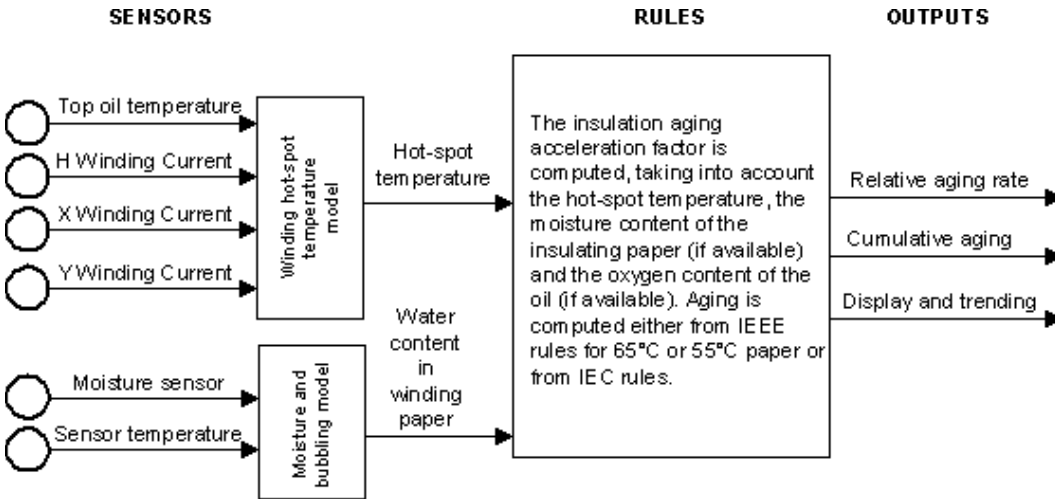 SENSORS
RULES
OUTPUTS
Top oil temperature
H Winding Current
X Winding Current
Y Winding Current
Winding hot-spot
temperature
model
Hot-spot
temperature
Moisture sensor
Sensor temperature
Moisture and
bubbling model
Water
content
in
winding
paper
The insulation aging
acceleration factor is
computed, taking into account
the hot-spot temperature, the
moisture content of the
insulating paper (if available)
and the oxygen content of the
oil (if available). Aging is
computed either from IEEE
rules for 65°C or 55°C paper or
from IEC rules.
Relative aging rate
Cumulative aging
Display and trending